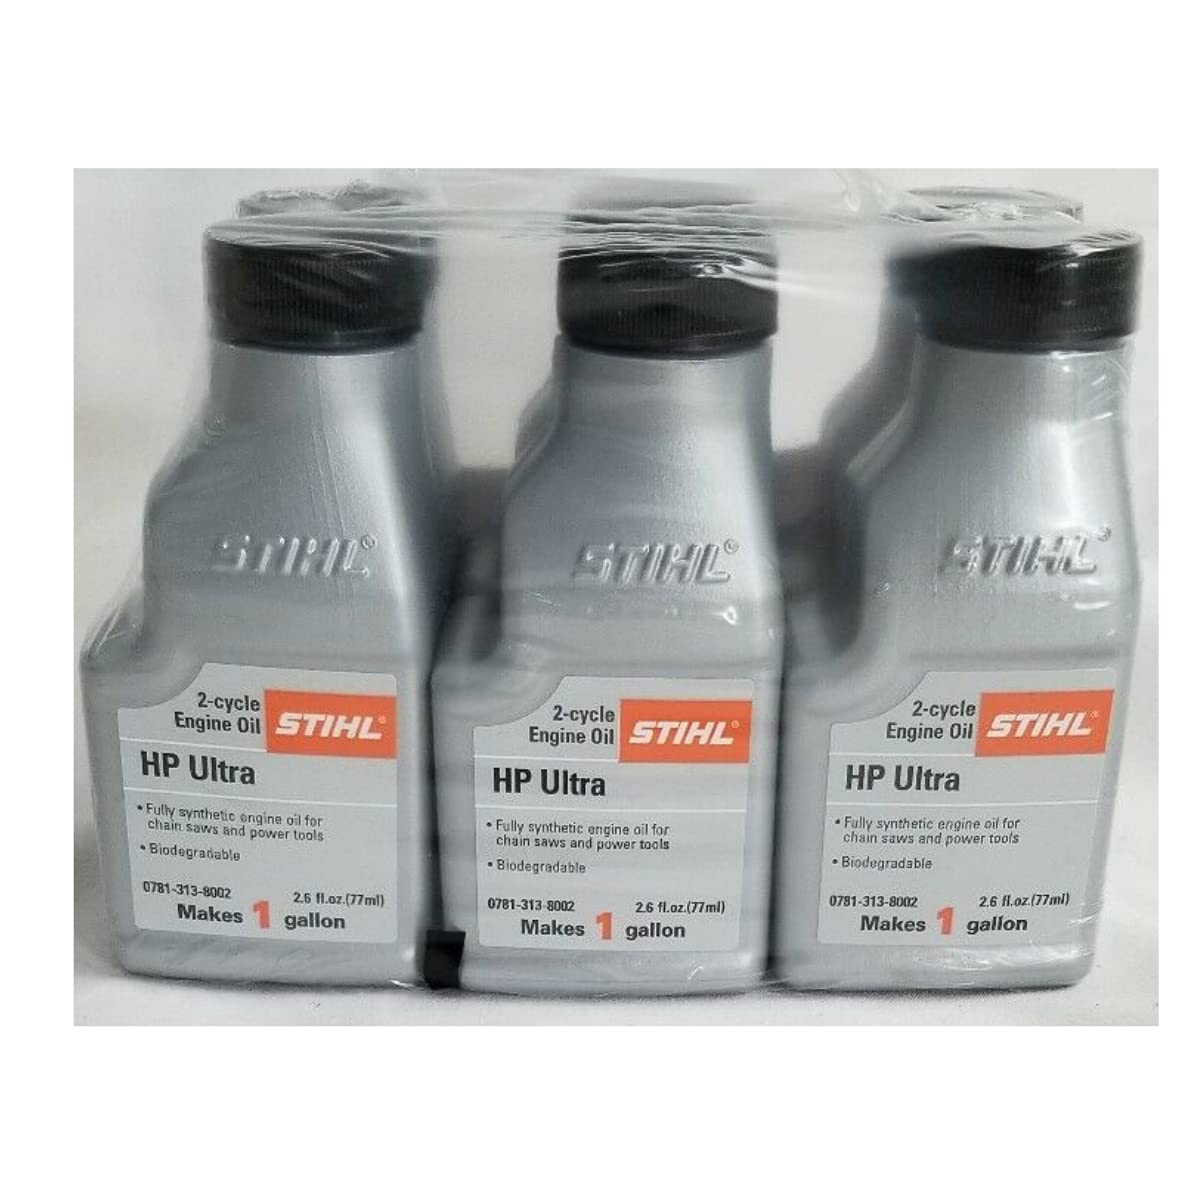 STIHL®
2-cycle
Engine Oil
STIHL®
HP Ultra
• Fully synthetic engine oil for
chain saws and power tools
• Biodegradable
0781-313-8002
2.6 fl.oz.(77ml)
Makes 1 gallon
STIHL®
2-cycle
Engine Oil
STIHL®
HP Ultra
• Fully synthetic engine oil for
chain saws and power tools
• Biodegradable
0781-313-8002
2.6 fl.oz.(77ml)
Makes 1 gallon
STIHL®
2-cycle
Engine Oil
STIHL®
HP Ultra
• Fully synthetic engine oil for
chain saws and power tools
• Biodegradable
0781-313-8002
2.6 fl.oz.(77ml)
Makes 1 gallon